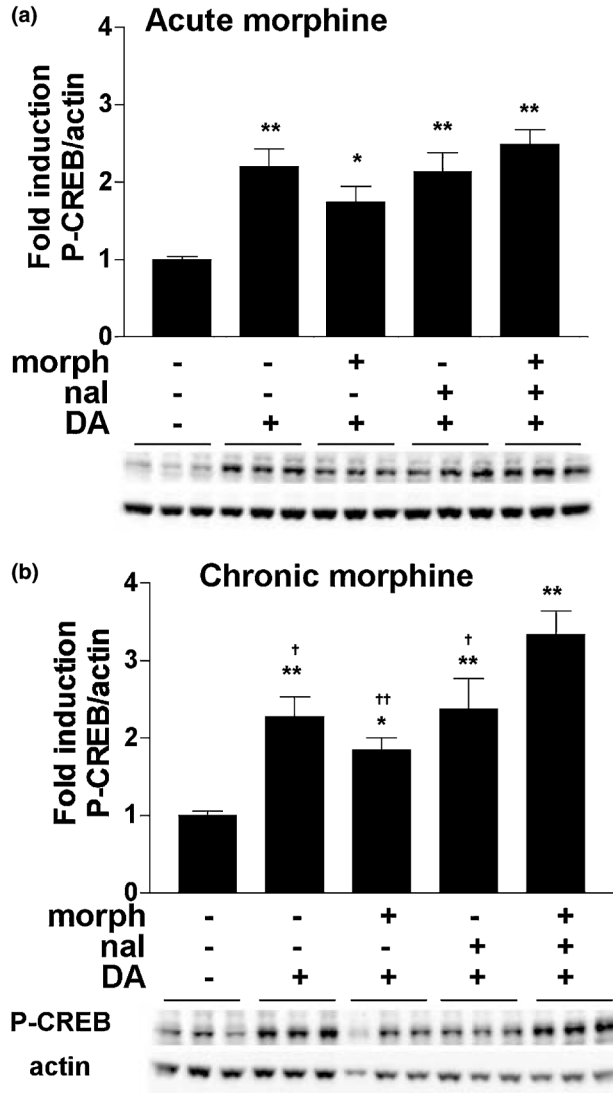 (a) Acute morphine
Fold induction
P-CREB/actin
4
3
2
1
0
** * ** **
morph - - + - +
nal - - - + +
DA - + + + +
(b) Chronic morphine
Fold induction
P-CREB/actin
4
3
2
1
0
† †† † **
** * **
morph - - + - +
nal - - - + +
DA - + + + +
P-CREB
actin